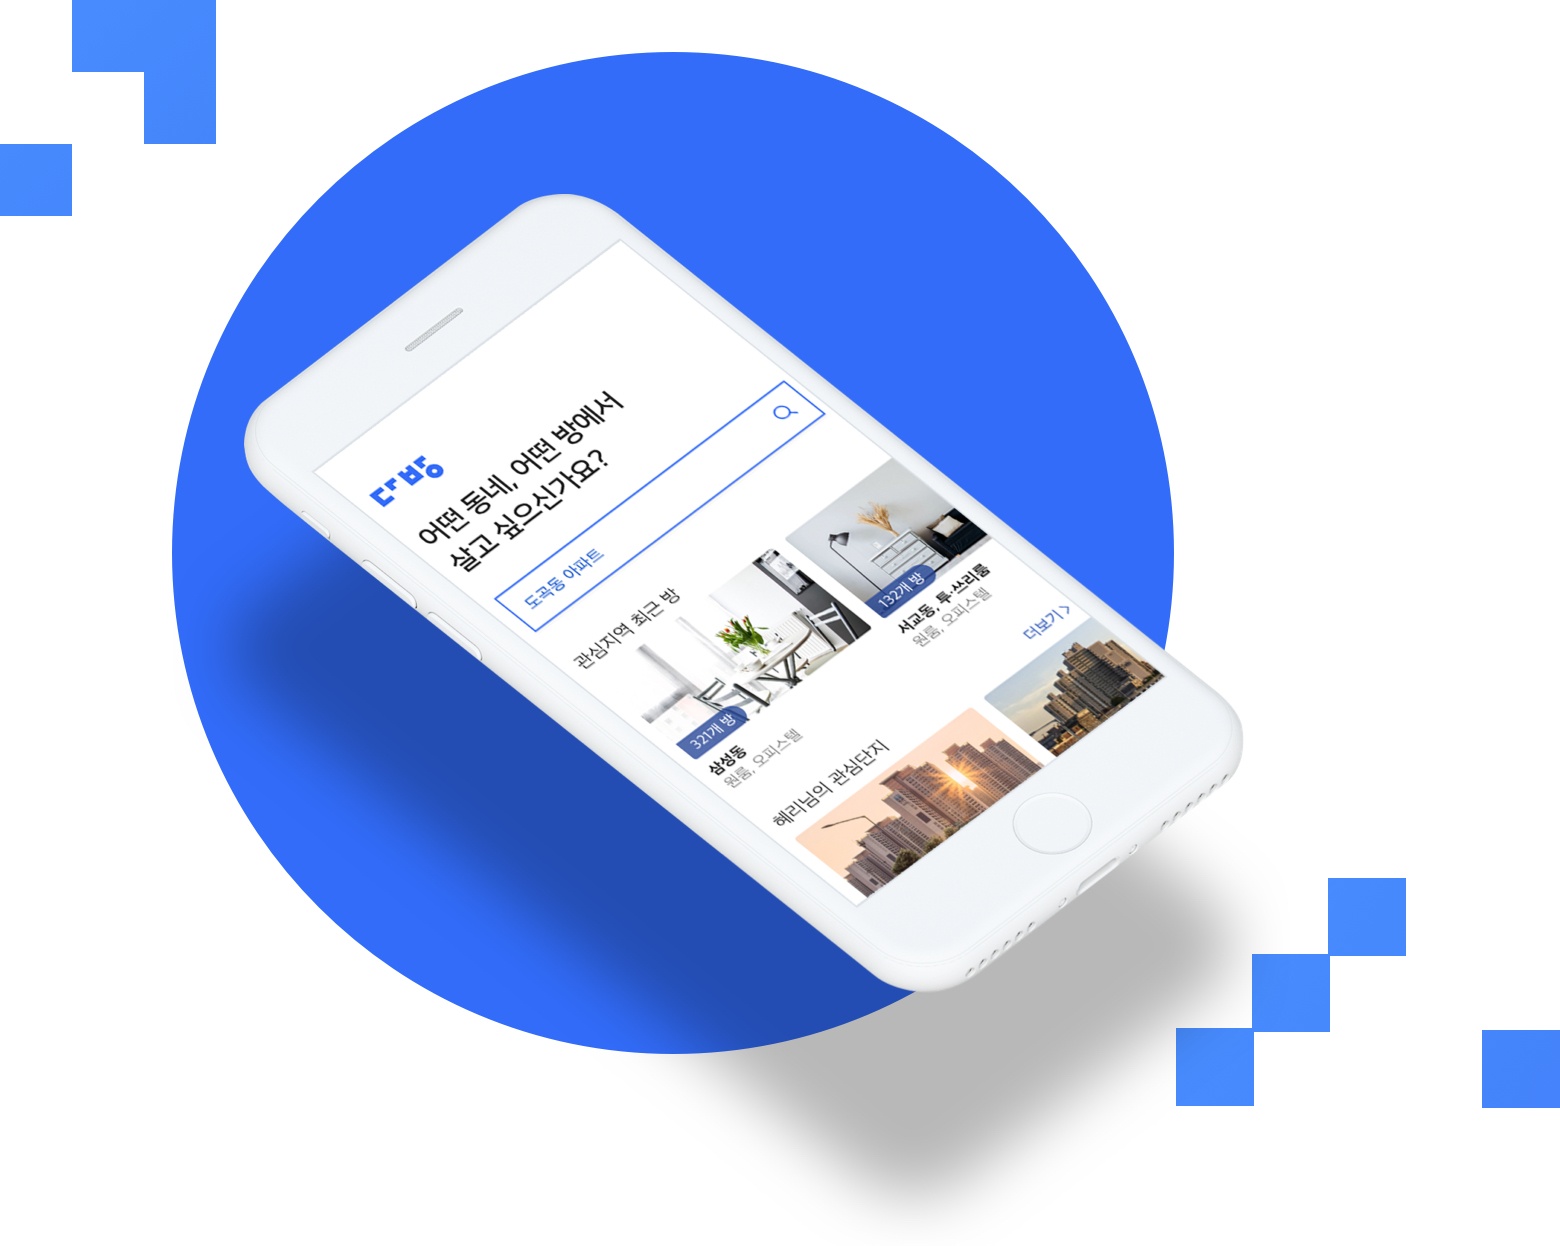 다방
어떤 동네, 어떤 방에서
살고 싶으신가요?
도곡동 아파트
관심지역 최근 방
321개 방
삼성동
원룸, 오피스텔
132개 방
서교동, 투·쓰리룸
원룸, 오피스텔
혜리님의 관심단지
더보기 >